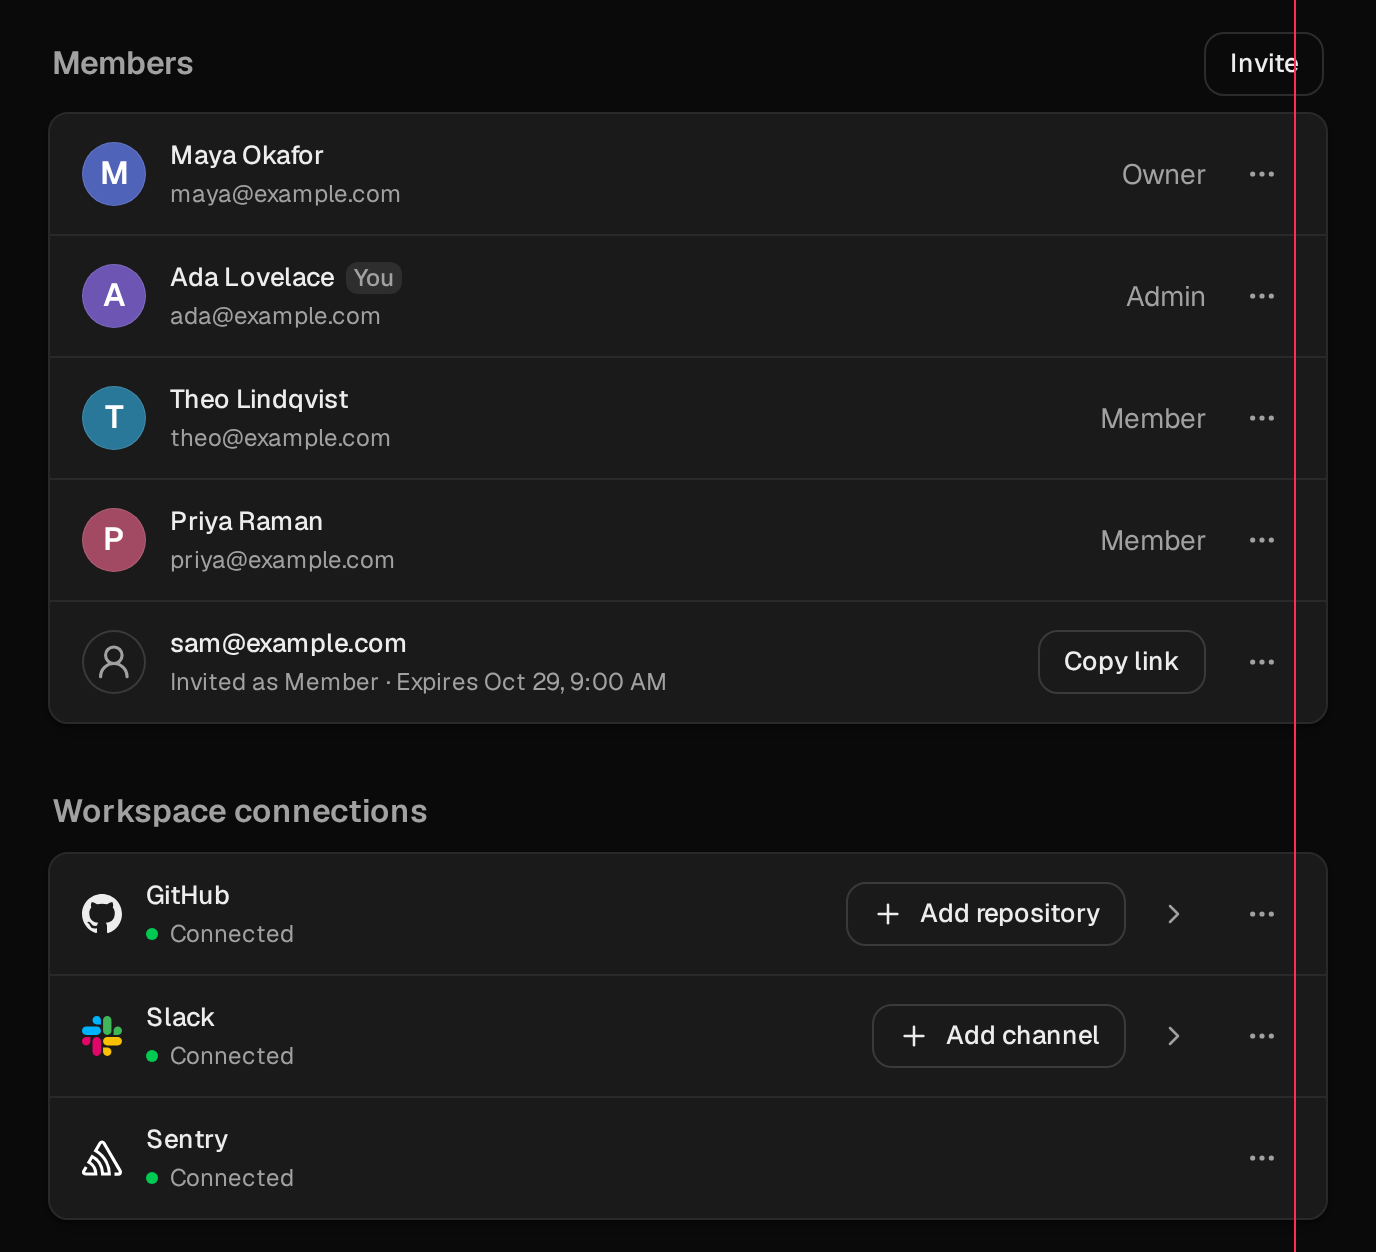 Members
Invite
M
Maya Okafor
maya@example.com
Owner
A
Ada Lovelace You
ada@example.com
Admin
T
Theo Lindqvist
theo@example.com
Member
P
Priya Raman
priya@example.com
Member
sam@example.com
Invited as Member · Expires Oct 29, 9:00 AM
Copy link
Workspace connections
GitHub
Connected
Add repository
Slack
Connected
Add channel
Sentry
Connected